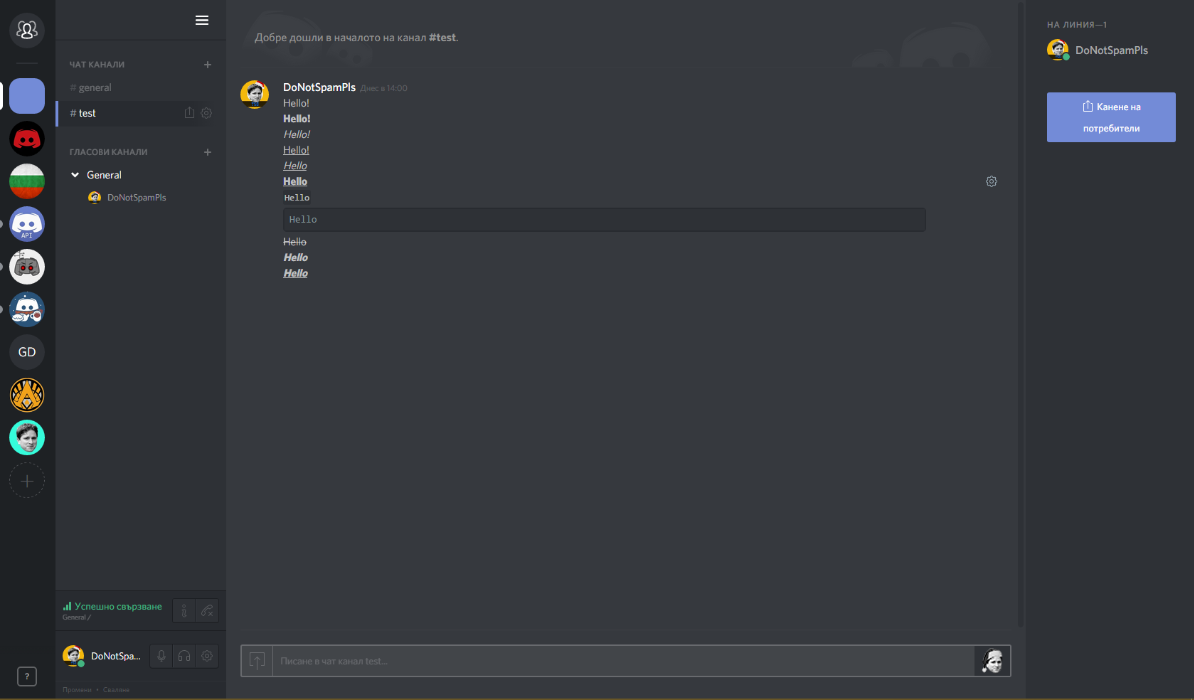 ЧАТ КАНАЛИ
# general
# test
ГЛАСОВИ КАНАЛИ
General
DoNotSpamPls
API
GD
Успешно свързване
General /
DoNotSpa...
?
Добре дошли в началото на канал #test.
DoNotSpamPls Днес в 14:00
Hello!
Hello!
Hello!
Hello!
Hello
Hello
Hello
Hello
Hello
Hello
Hello
Писане в чат канал test...
НА ЛИНИЯ—1
DoNotSpamPls
Канене на
потребители